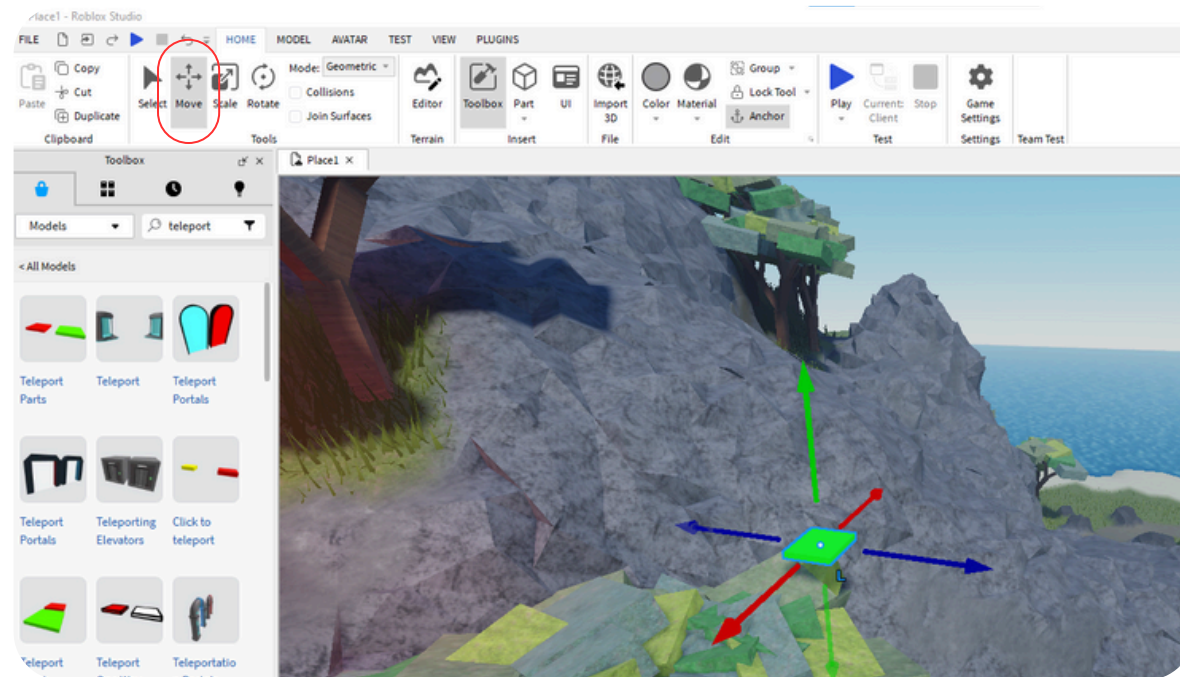 Place1 - Roblox Studio
FILE HOME MODEL AVATAR TEST VIEW PLUGINS
Paste
Copy
Cut
Duplicate
Clipboard
Select Move Scale Rotate
Mode: Geometric
Collisions
Join Surfaces
Tools
Editor
Terrain
Toolbox Part UI
Insert
Import
3D
File
Color Material
Group
Lock Tool
Anchor
Edit
Play Current: Stop
Client
Test
Game
Settings
Settings
Team Test
Toolbox
Place1 ×
Models
teleport
< All Models
Teleport
Parts
Teleport
Teleport
Portals
Teleport
Portals
Teleporting
Elevators
Click to
teleport
Teleport
Teleport
Teleportatio
L